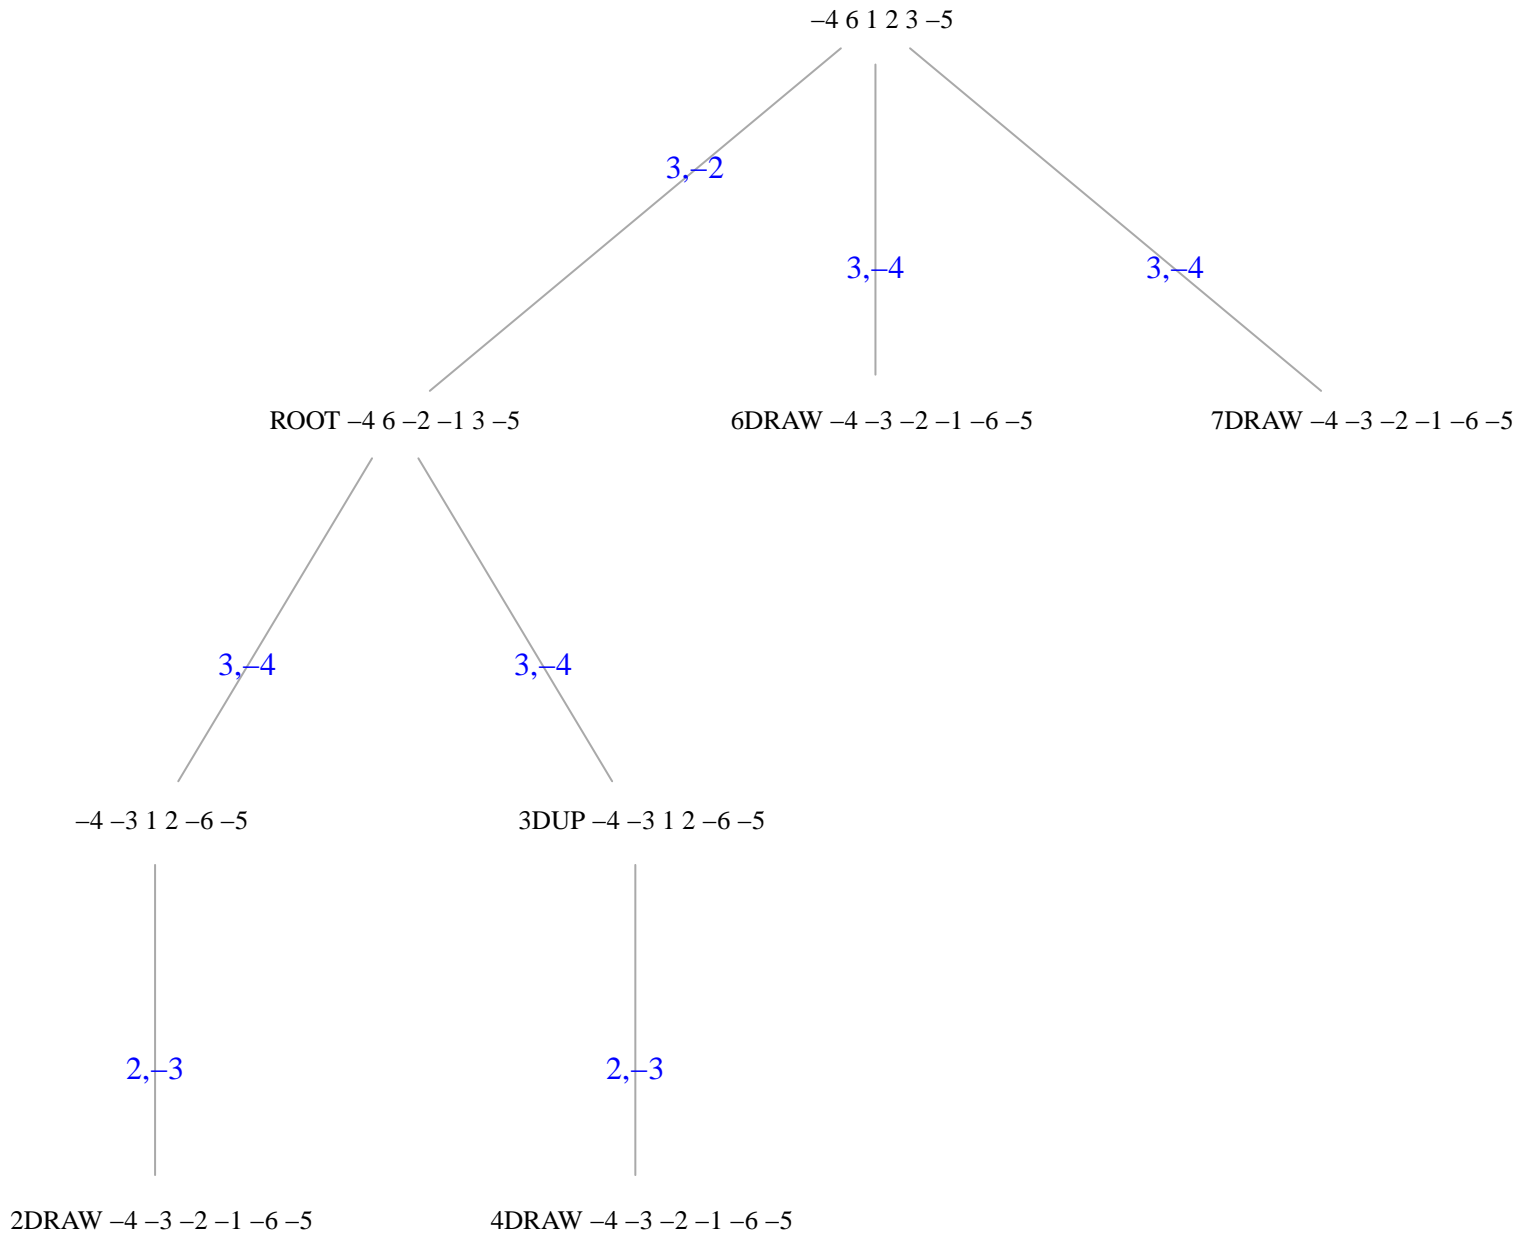 –4 6 1 2 3 –5
3,–2
3,–4
3,–4
ROOT –4 6 –2 –1 3 –5
6DRAW –4 –3 –2 –1 –6 –5
7DRAW –4 –3 –2 –1 –6 –5
3,–4
3,–4
–4 –3 1 2 –6 –5
3DUP –4 –3 1 2 –6 –5
2,–3
2,–3
2DRAW –4 –3 –2 –1 –6 –5
4DRAW –4 –3 –2 –1 –6 –5